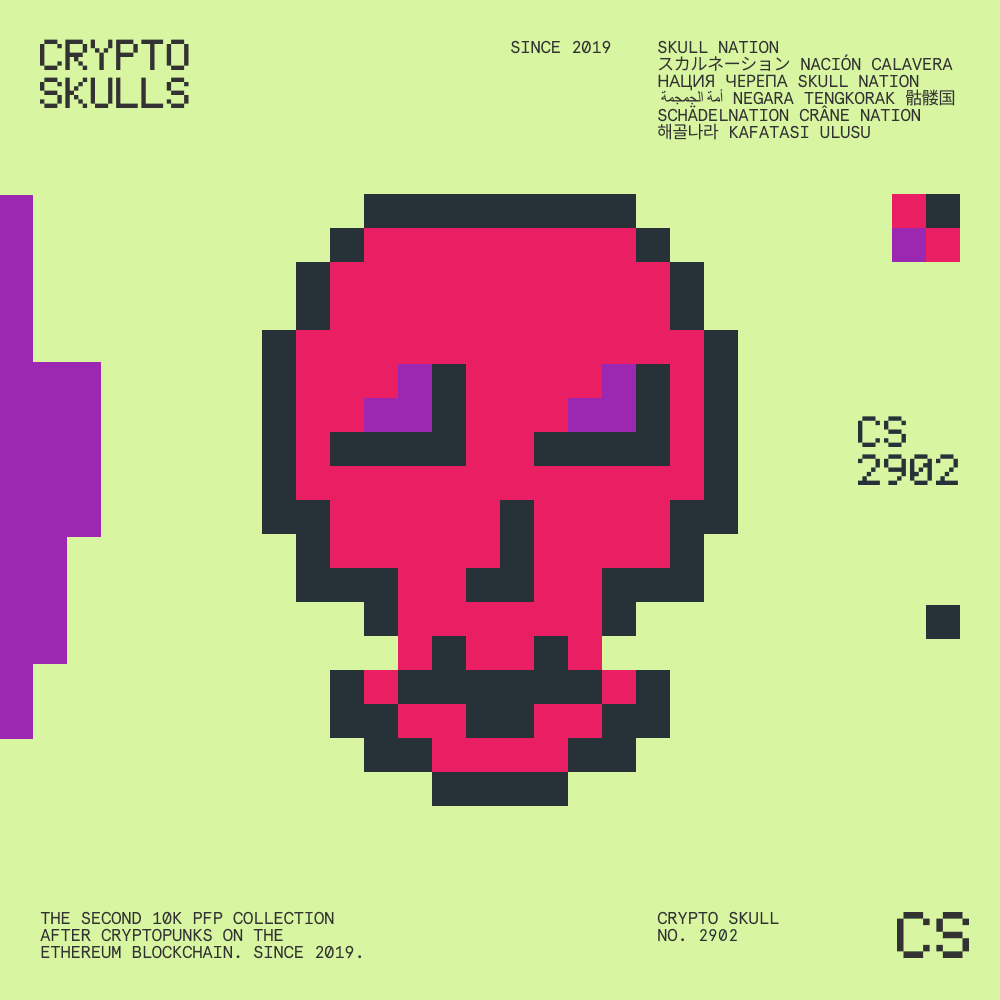 CRYPTO
SKULLS
SINCE 2019
SKULL NATION
スカルネーション NACIÓN CALAVERA
НАЦИЯ ЧЕРЕПА SKULL NATION
أمة الجمجمة NEGARA TENGKORAK 骷髅国
SCHÄDELNATION CRÂNE NATION
해골나라 KAFATASI ULUSU
CS
2902
THE SECOND 10K PFP COLLECTION
AFTER CRYPTOPUNKS ON THE
ETHEREUM BLOCKCHAIN. SINCE 2019.
CRYPTO SKULL
NO. 2902
CS